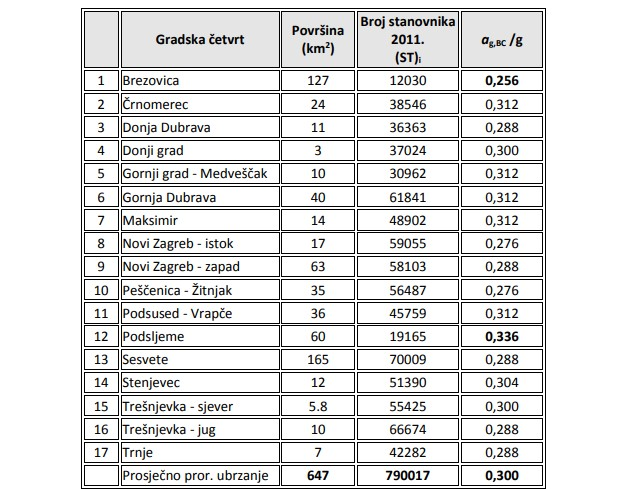 Gradska četvrt Površina (km²) Broj stanovnika 2011. (ST)i ag,BC /g
1 Brezovica 127 12030 0,256
2 Črnomerec 24 38546 0,312
3 Donja Dubrava 11 36363 0,288
4 Donji grad 3 37024 0,300
5 Gornji grad - Medveščak 10 30962 0,312
6 Gornja Dubrava 40 61841 0,312
7 Maksimir 14 48902 0,312
8 Novi Zagreb - istok 17 59055 0,276
9 Novi Zagreb - zapad 63 58103 0,288
10 Peščenica - Žitnjak 35 56487 0,276
11 Podsused - Vrapče 36 45759 0,312
12 Podsljeme 60 19165 0,336
13 Sesvete 165 70009 0,288
14 Stenjevec 12 51390 0,304
15 Trešnjevka - sjever 5.8 55425 0,300
16 Trešnjevka - jug 10 66674 0,288
17 Trnje 7 42282 0,288
Prosječno pror. ubrzanje 647 790017 0,300